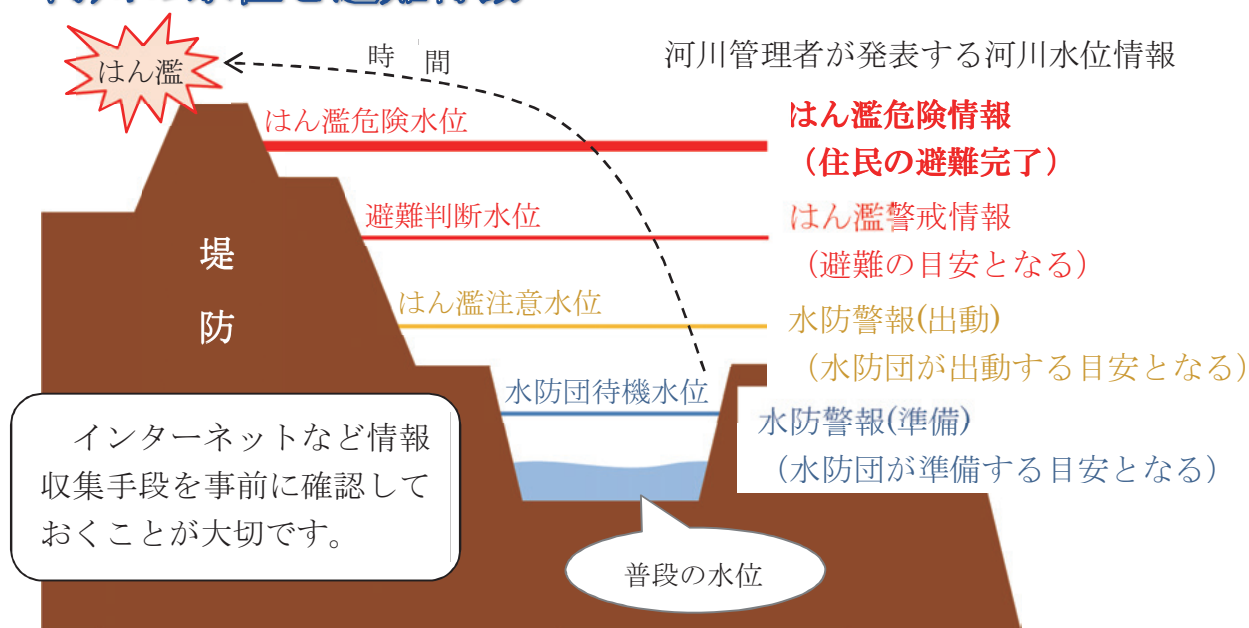 はん濫
時間
河川管理者が発表する河川水位情報
はん濫危険水位
はん濫危険情報
（住民の避難完了）
避難判断水位
はん濫警戒情報
（避難の目安となる）
堤
防
はん濫注意水位
水防警報(出動)
（水防団が出動する目安となる）
水防団待機水位
水防警報(準備)
（水防団が準備する目安となる）
インターネットなど情報
収集手段を事前に確認して
おくことが大切です。
普段の水位